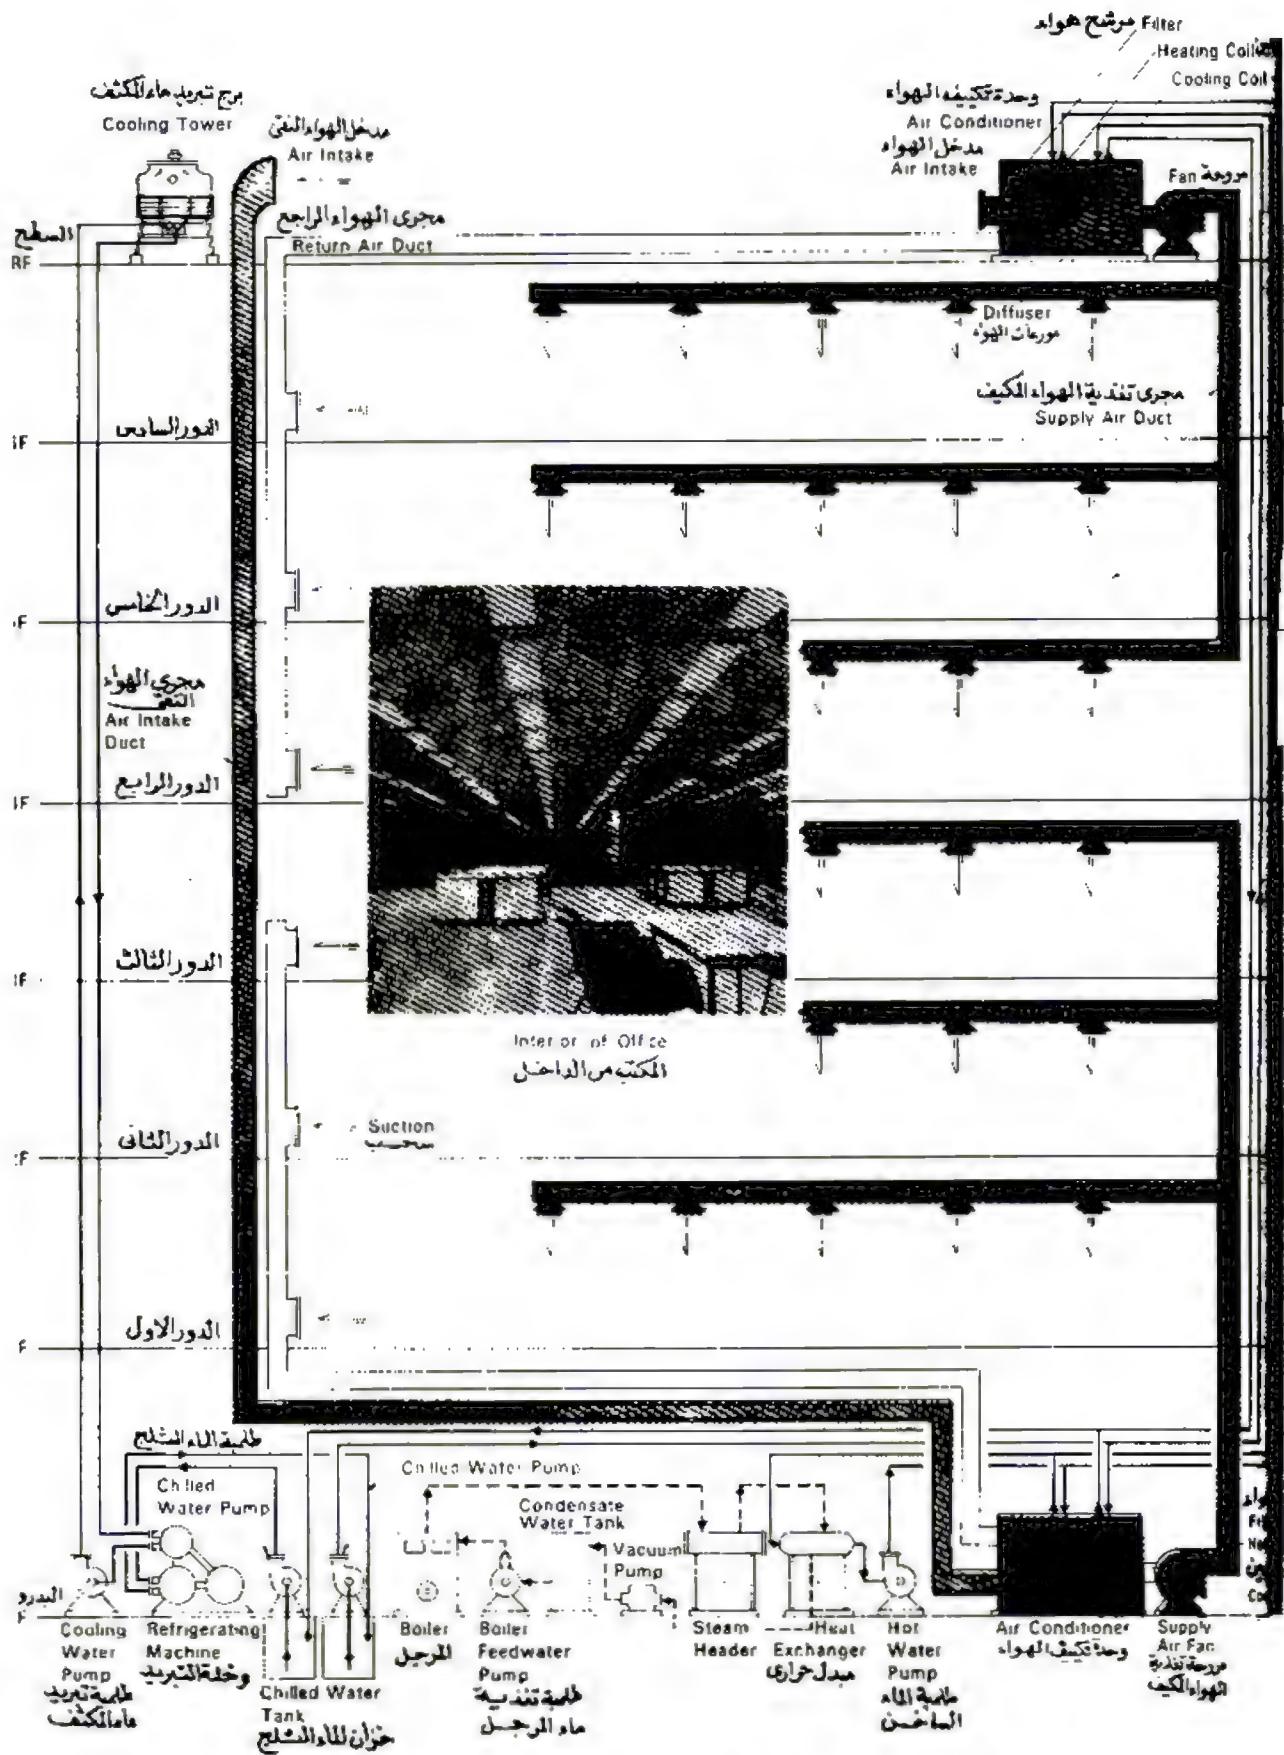 مرشح هواء Filter
Heating Coil
Cooling Coil
برج تبريد ماء المكثف
Cooling Tower
مدخل الهواء النقى
Air Intake
وحدة تكييف الهواء
Air Conditioner
مدخل الهواء
Air Intake
Fan مروحة
مجرى الهواء الراجع
Return Air Duct
السطح
RF
Diffuser
موزعات الهواء
مجرى تغذية الهواء المكيف
Supply Air Duct
الدور السادس
الدور الخامس
مجرى الهواء
النقى
Air Intake
Duct
الدور الرابع
الدور الثالث
Interior of Office
المكتب من الداخل
الدور الثانى
Suction
سحب
الدور الاول
طلمبة الماء المثلج
Chilled
Water Pump
Chilled Water Pump
Condensate
Water Tank
Vacuum
Pump
البدروم
Cooling
Water
Pump
طلمبة تبريد
ماء المكثف
Refrigerating
Machine
وحدة التبريد
Chilled Water
Tank
خزان الماء المثلج
Boiler
المرجل
Boiler
Feedwater
Pump
طلمبة تغذية
ماء المرجل
Steam
Header
Heat
Exchanger
مبدل حرارى
Hot
Water
Pump
طلمبة الماء
الساخن
Air Conditioner
وحدة تكييف الهواء
Supply
Air Fan
مروحة تغذية
الهواء المكيف